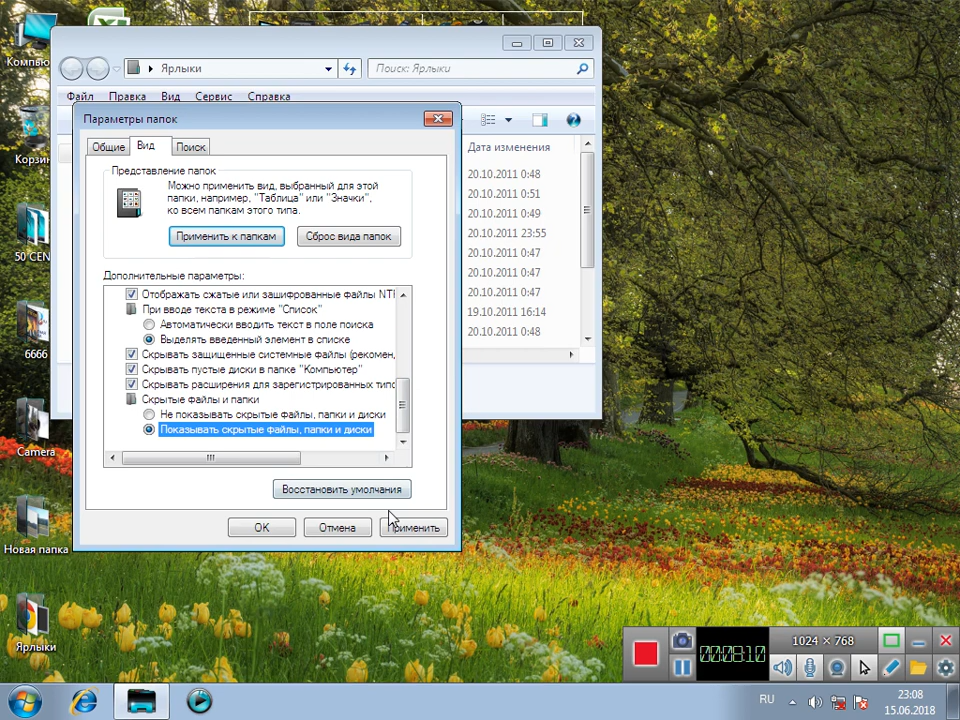 Компью
Корзин
50 CEN
6666
Camera
Новая папка
Ярлыки
Ярлыки
Поиск: Ярлыки
Файл Правка Вид Сервис Справка
Дата изменения
20.10.2011 0:48
20.10.2011 0:51
20.10.2011 0:49
20.10.2011 23:55
20.10.2011 0:47
20.10.2011 0:47
20.10.2011 0:47
19.10.2011 16:14
20.10.2011 0:48
Параметры папок
Общие Вид Поиск
Представление папок
Можно применить вид, выбранный для этой
папки, например, "Таблица" или "Значки",
ко всем папкам этого типа.
Применить к папкам Сброс вида папок
Дополнительные параметры:
Отображать сжатые или зашифрованные файлы NTF
При вводе текста в режиме "Список"
Автоматически вводить текст в поле поиска
Выделять введенный элемент в списке
Скрывать защищенные системные файлы (рекомен,
Скрывать пустые диски в папке "Компьютер"
Скрывать расширения для зарегистрированных типо
Скрытые файлы и папки
Не показывать скрытые файлы, папки и диски
Показывать скрытые файлы, папки и диски
Восстановить умолчания
OK Отмена Применить
1024 × 768
00:08:10
RU
23:08
15.06.2018